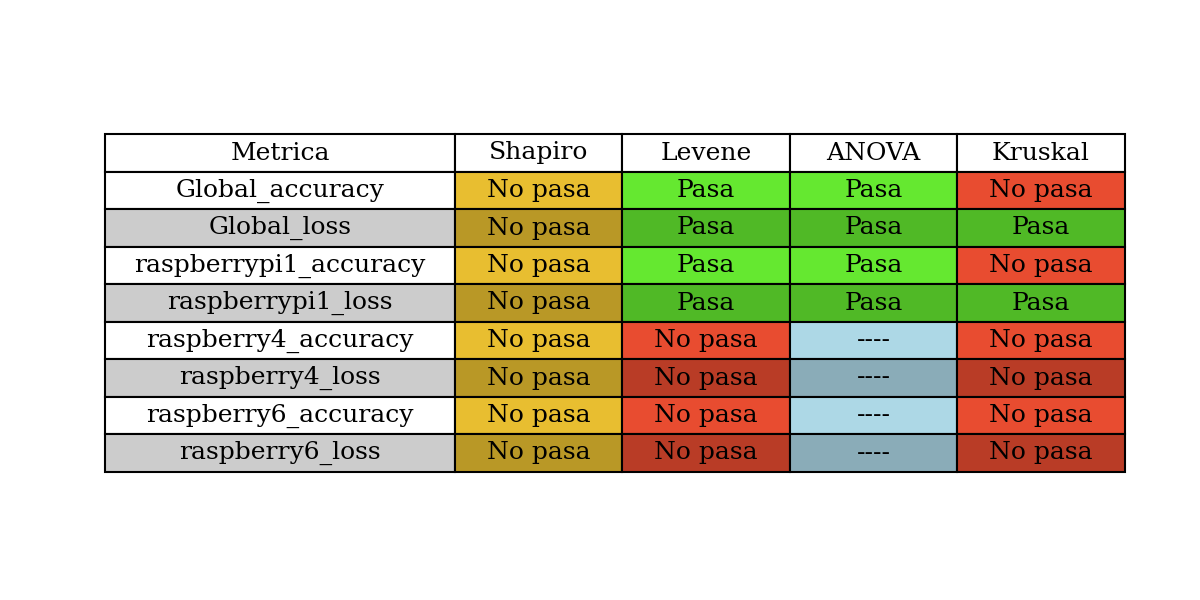 Metrica Shapiro Levene ANOVA Kruskal
Global_accuracy No pasa Pasa Pasa No pasa
Global_loss No pasa Pasa Pasa Pasa
raspberrypi1_accuracy No pasa Pasa Pasa No pasa
raspberrypi1_loss No pasa Pasa Pasa Pasa
raspberry4_accuracy No pasa No pasa ---- No pasa
raspberry4_loss No pasa No pasa ---- No pasa
raspberry6_accuracy No pasa No pasa ---- No pasa
raspberry6_loss No pasa No pasa ---- No pasa